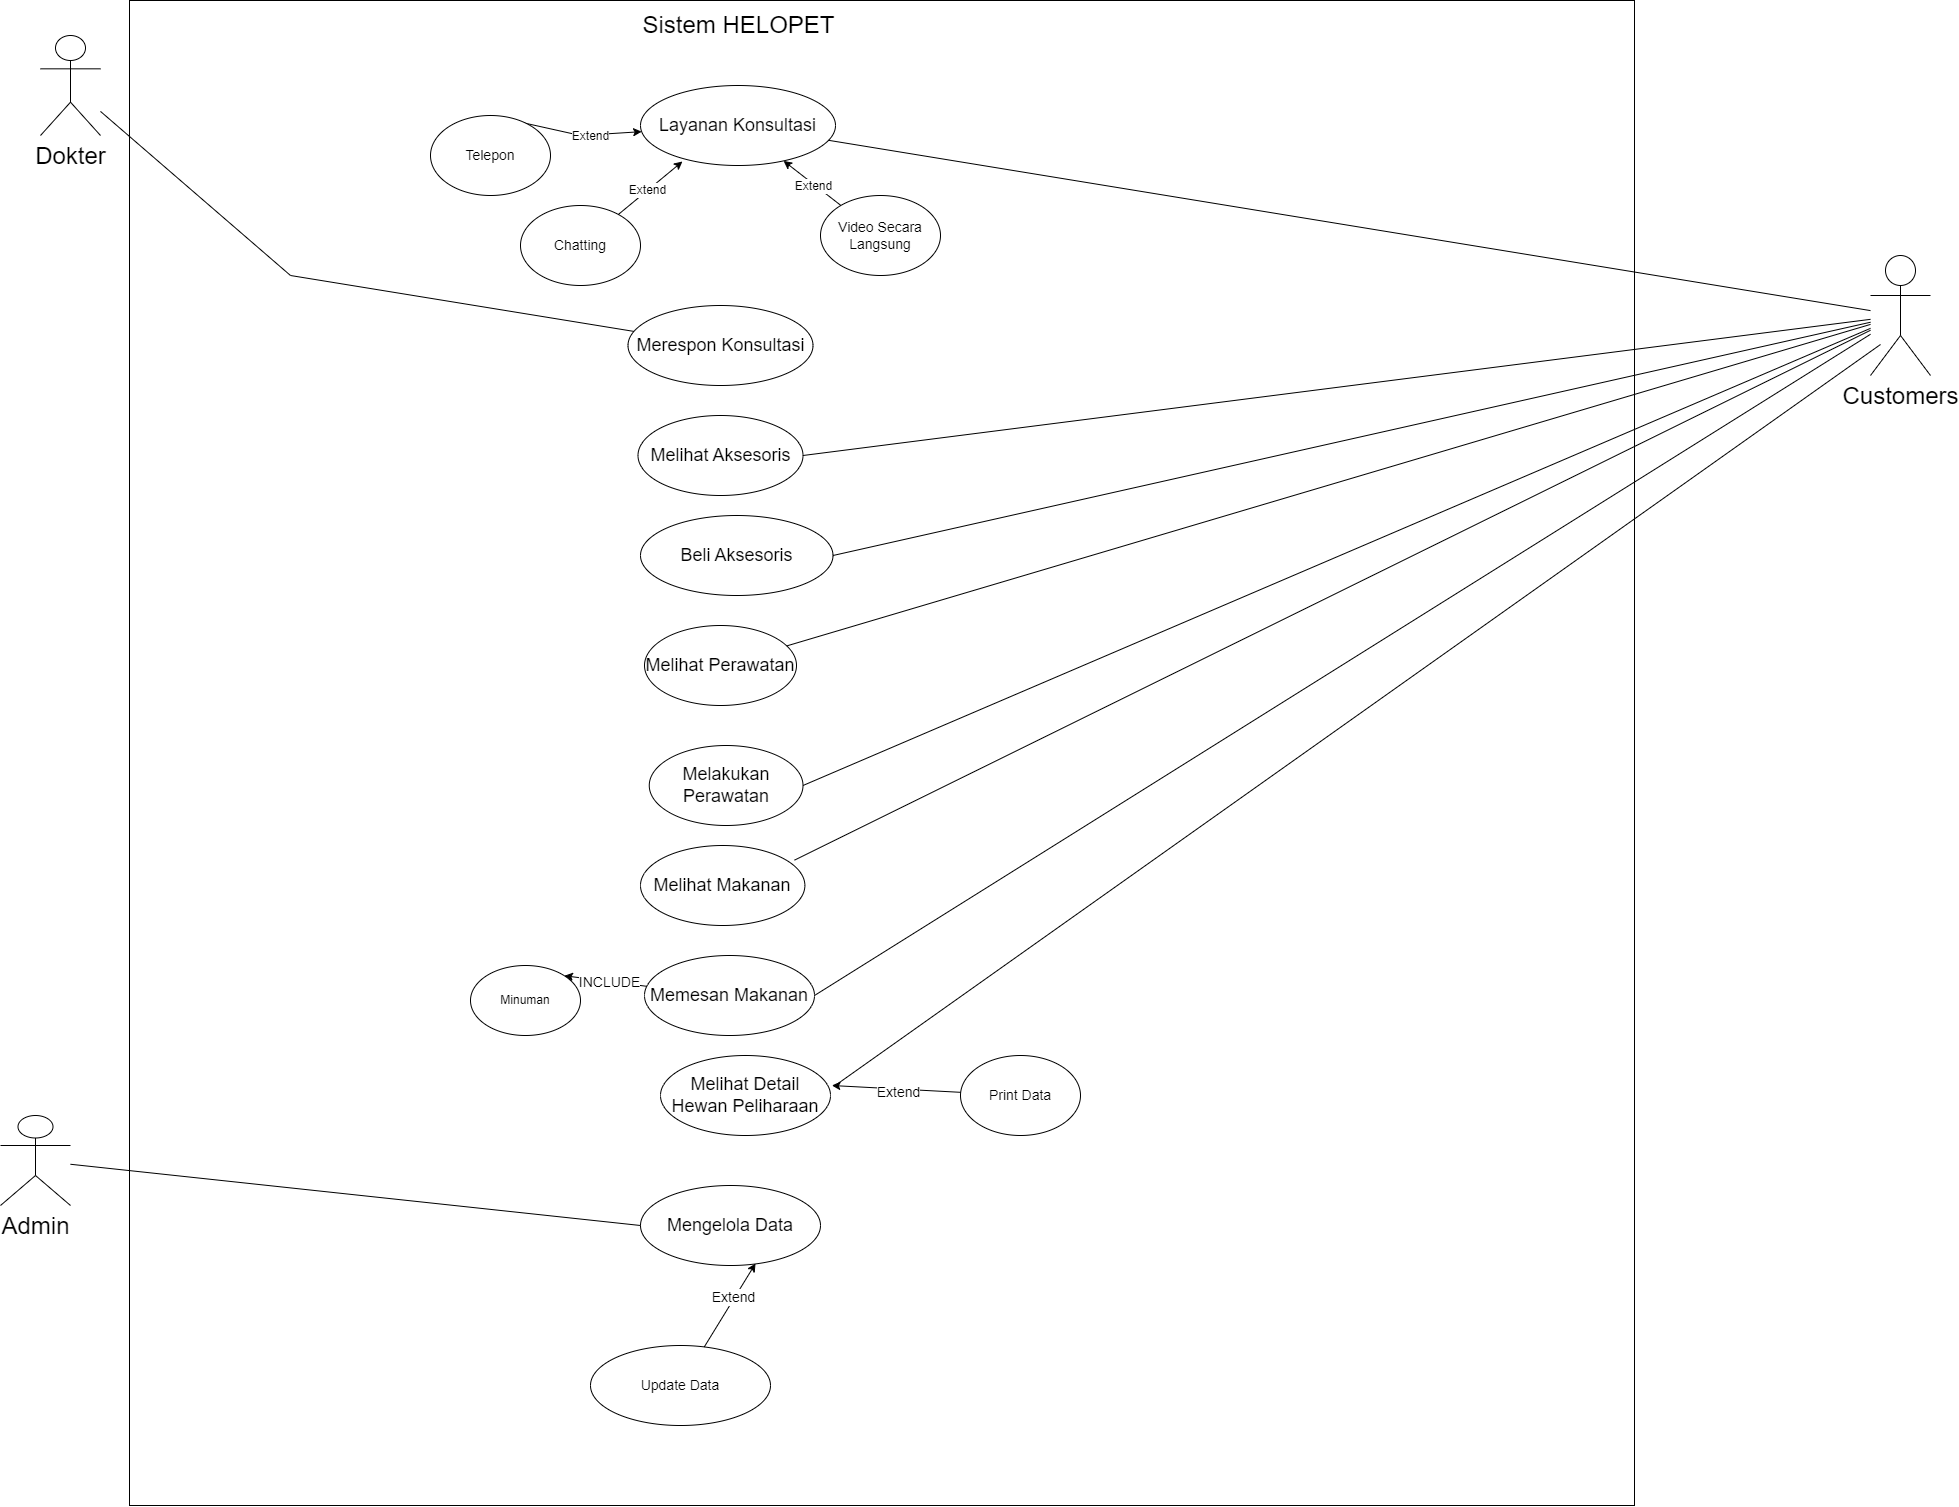 Sistem HELOPET
Dokter
Layanan Konsultasi
Extend
Telepon
Extend
Extend
Chatting
Video Secara
Langsung
Merespon Konsultasi
Customers
Melihat Aksesoris
Beli Aksesoris
Melihat Perawatan
Melakukan
Perawatan
Melihat Makanan
INCLUDE
Minuman
Memesan Makanan
Melihat Detail
Hewan Peliharaan
Extend
Print Data
Admin
Mengelola Data
Extend
Update Data